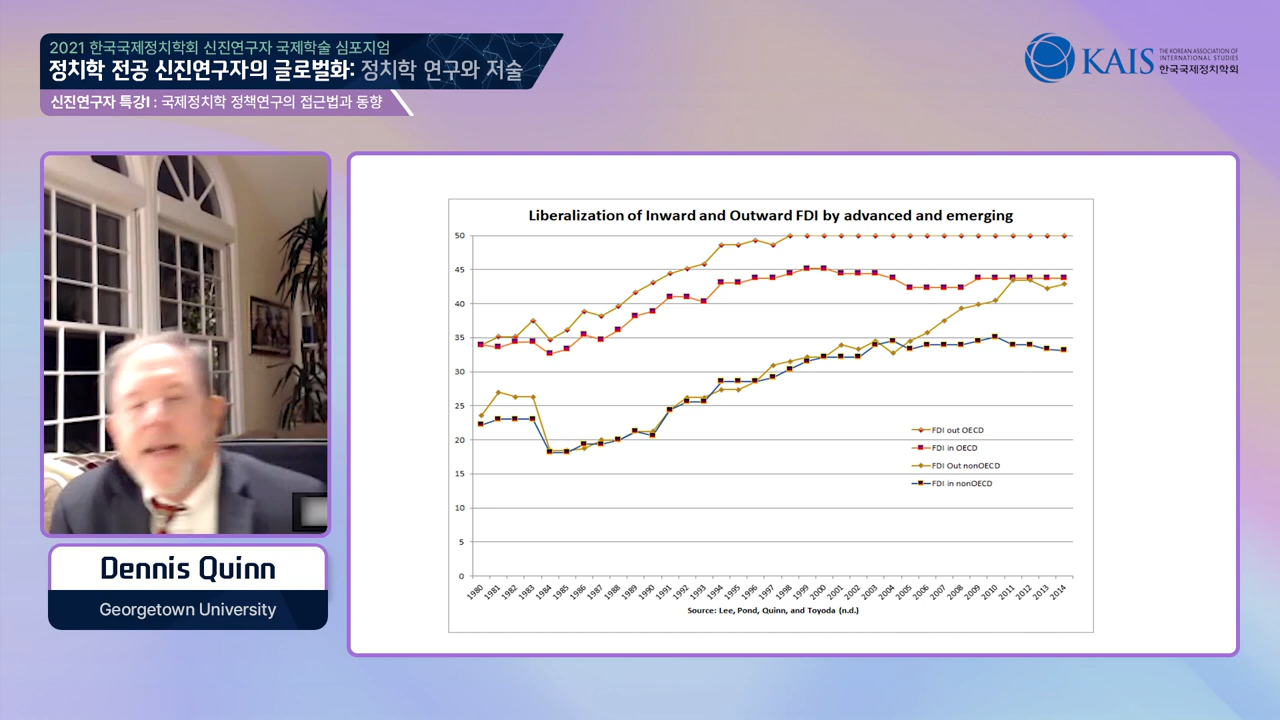 2021 한국국제정치학회 신진연구자 국제학술 심포지엄
정치학 전공 신진연구자의 글로벌화: 정치학 연구와 저술
신진연구자 특강I : 국제정치학 정책연구의 접근법과 동향
KAIS
THE KOREAN ASSOCIATION OF
INTERNATIONAL STUDIES
한국국제정치학회
Liberalization of Inward and Outward FDI by advanced and emerging
50
45
40
35
30
25
20
15
10
5
0
FDI out OECD
FDI in OECD
FDI Out nonOECD
FDI in nonOECD
1980 1981 1982 1983 1984 1985 1986 1987 1988 1989 1990 1991 1992 1993 1994 1995 1996 1997 1998 1999 2000 2001 2002 2003 2004 2005 2006 2007 2008 2009 2010 2011 2012 2013 2014
Source: Lee, Pond, Quinn, and Toyoda (n.d.)
Dennis Quinn
Georgetown University